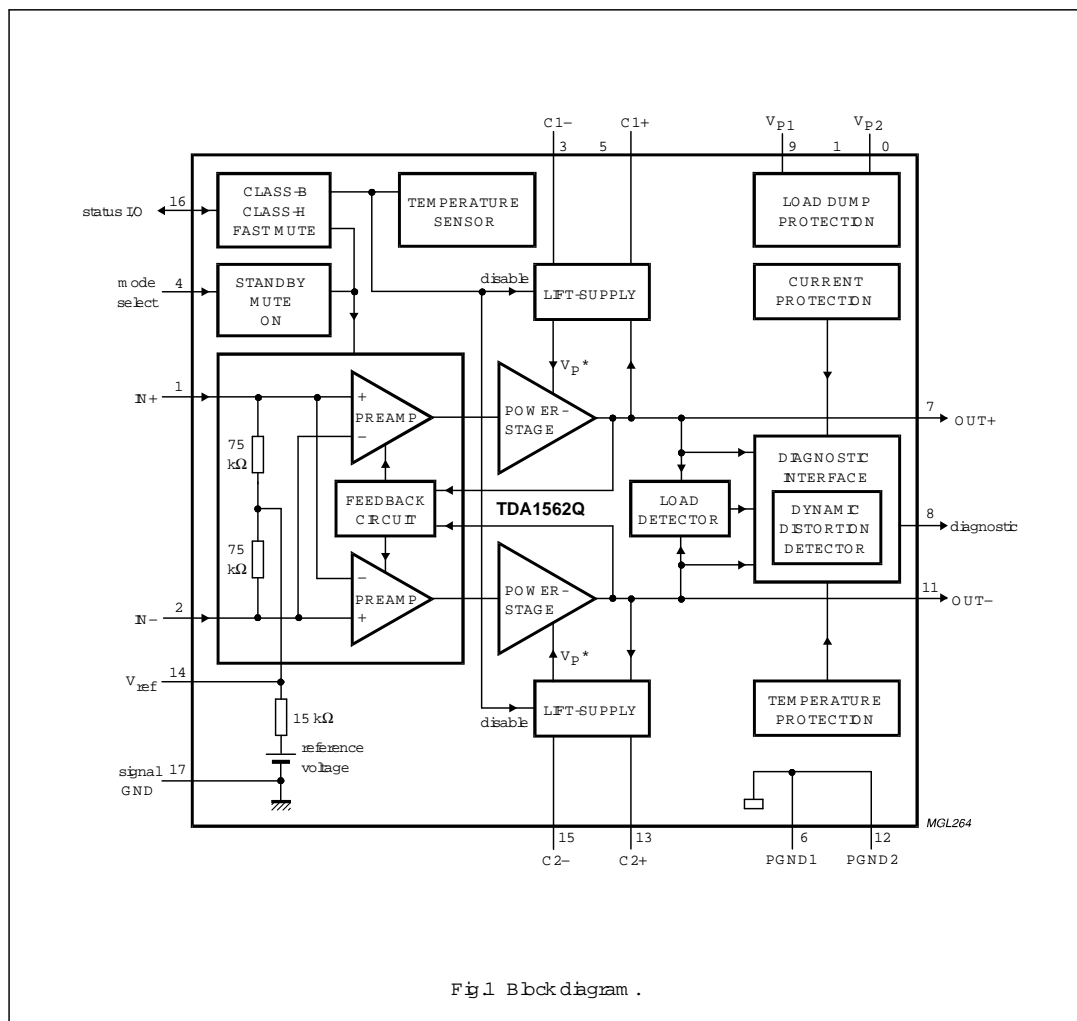 C1−
C1+
VP1
VP2
3
5
9
1
0
16
status I/O
CLASS-B
CLASS-H
FAST MUTE
TEMPERATURE
SENSOR
LOAD DUMP
PROTECTION
mode
select
4
STANDBY
MUTE
ON
disable
LIFT-SUPPLY
CURRENT
PROTECTION
VP*
IN+
1
+
−
PREAMP
POWER-
STAGE
7
OUT+
75
kΩ
DIAGNOSTIC
INTERFACE
FEEDBACK
CIRCUIT
TDA1562Q
LOAD
DETECTOR
DYNAMIC
DISTORTION
DETECTOR
8
diagnostic
75
kΩ
−
+
PREAMP
POWER-
STAGE
11
OUT−
IN−
2
VP*
Vref
14
disable
LIFT-SUPPLY
TEMPERATURE
PROTECTION
15 kΩ
reference
voltage
signal
GND
17
MGL264
15
13
6
12
C2−
C2+
PGND1
PGND2
Fig.1 Block diagram.